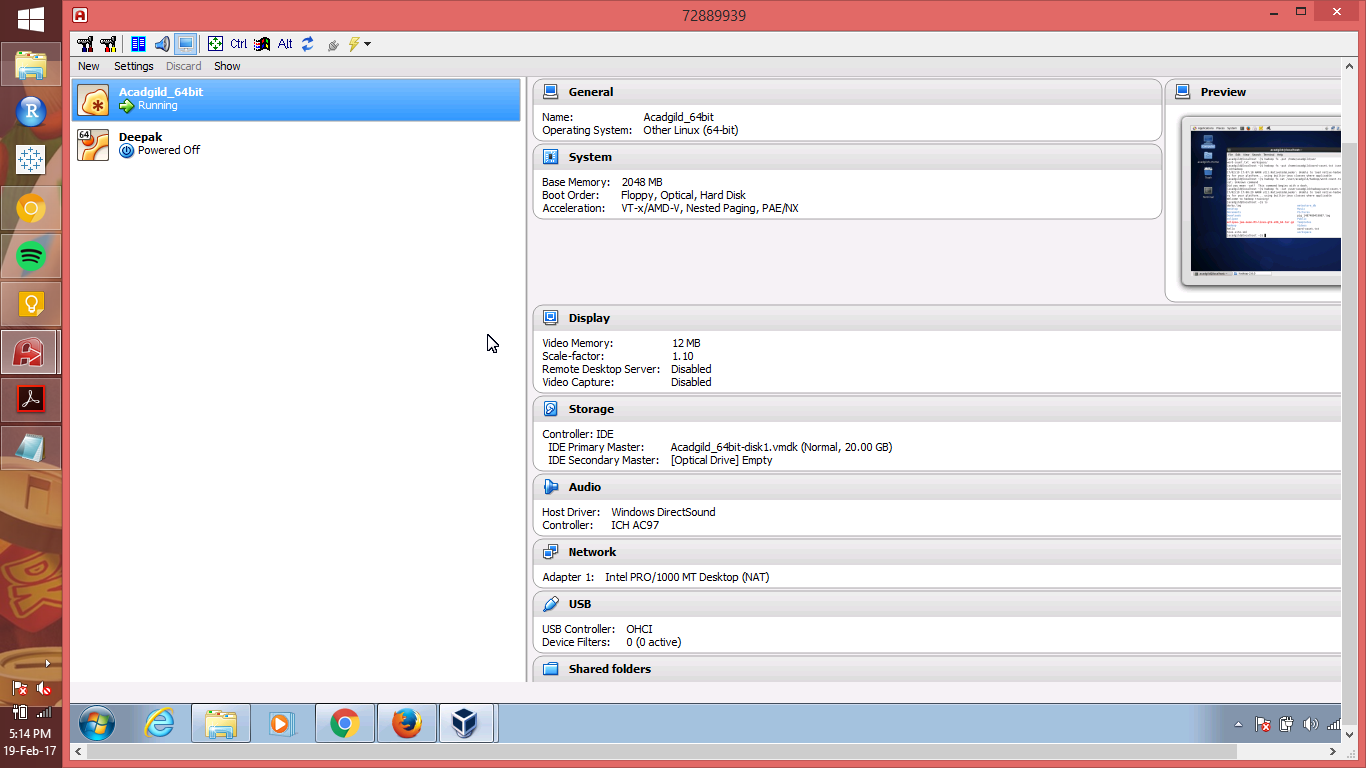 72889939
Ctrl Alt
New Settings Discard Show
Acadgild_64bit
Running
64
Deepak
Powered Off
General
Name: Acadgild_64bit
Operating System: Other Linux (64-bit)
System
Base Memory: 2048 MB
Boot Order: Floppy, Optical, Hard Disk
Acceleration: VT-x/AMD-V, Nested Paging, PAE/NX
Preview
Display
Video Memory: 12 MB
Scale-factor: 1.10
Remote Desktop Server: Disabled
Video Capture: Disabled
Storage
Controller: IDE
IDE Primary Master: Acadgild_64bit-disk1.vmdk (Normal, 20.00 GB)
IDE Secondary Master: [Optical Drive] Empty
Audio
Host Driver: Windows DirectSound
Controller: ICH AC97
Network
Adapter 1: Intel PRO/1000 MT Desktop (NAT)
USB
USB Controller: OHCI
Device Filters: 0 (0 active)
Shared folders
5:14 PM
19-Feb-17